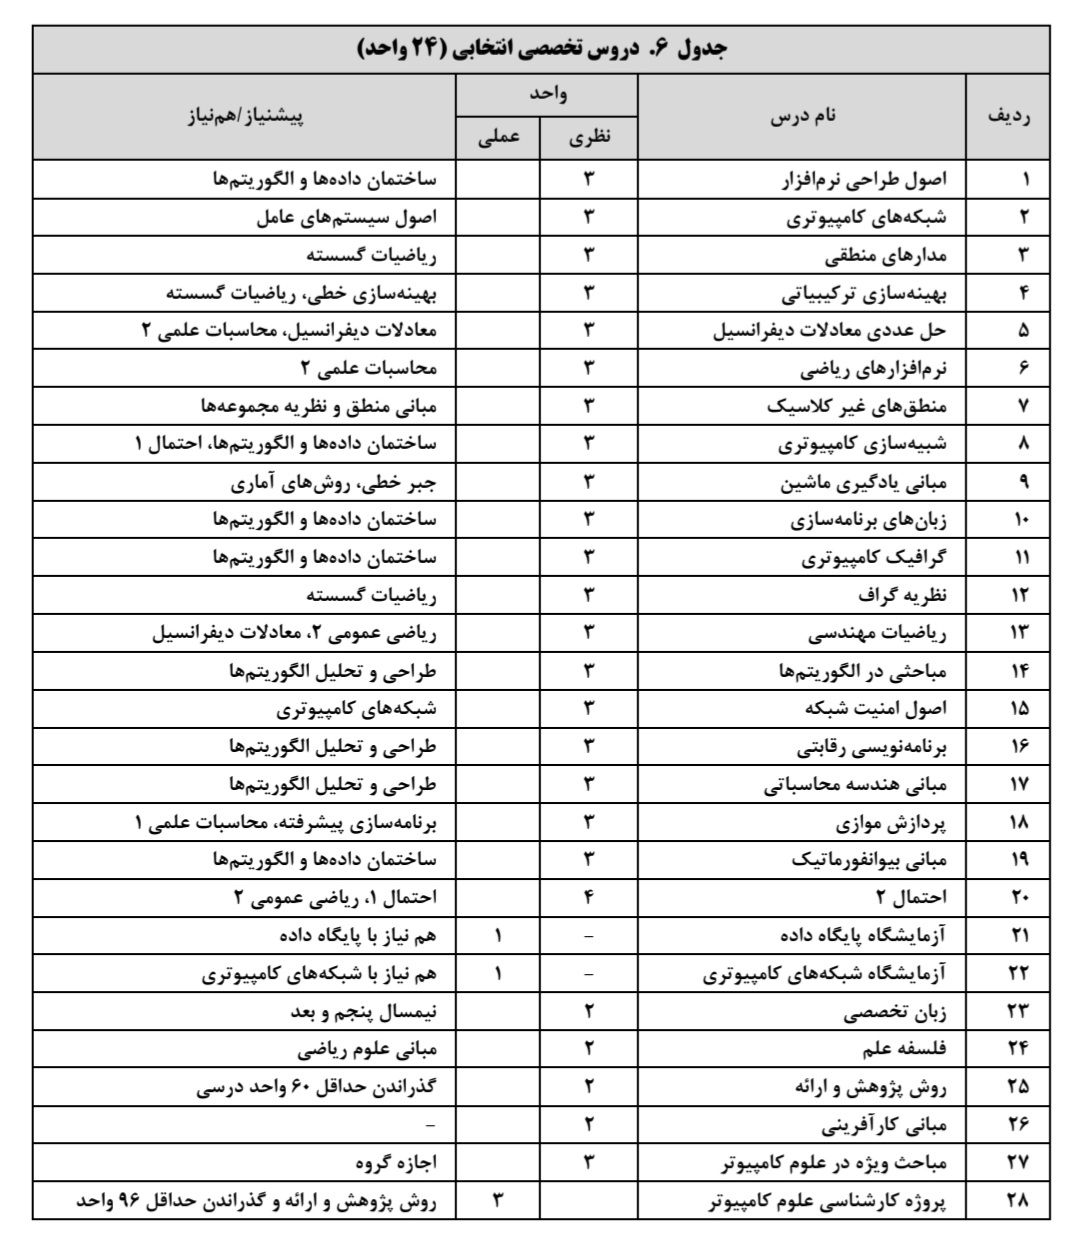 جدول ۶. دروس تخصصی انتخابی (۲۴ واحد)
ردیف نام درس واحد پیشنیاز/هم‌نیاز
نظری عملی
۱ اصول طراحی نرم‌افزار ۳ ساختمان داده‌ها و الگوریتم‌ها
۲ شبکه‌های کامپیوتری ۳ اصول سیستم‌های عامل
۳ مدارهای منطقی ۳ ریاضیات گسسته
۴ بهینه‌سازی ترکیبیاتی ۳ بهینه‌سازی خطی، ریاضیات گسسته
۵ حل عددی معادلات دیفرانسیل ۳ معادلات دیفرانسیل، محاسبات علمی ۲
۶ نرم‌افزارهای ریاضی ۳ محاسبات علمی ۲
۷ منطق‌های غیر کلاسیک ۳ مبانی منطق و نظریه مجموعه‌ها
۸ شبیه‌سازی کامپیوتری ۳ ساختمان داده‌ها و الگوریتم‌ها، احتمال ۱
۹ مبانی یادگیری ماشین ۳ جبر خطی، روش‌های آماری
۱۰ زبان‌های برنامه‌سازی ۳ ساختمان داده‌ها و الگوریتم‌ها
۱۱ گرافیک کامپیوتری ۳ ساختمان داده‌ها و الگوریتم‌ها
۱۲ نظریه گراف ۳ ریاضیات گسسته
۱۳ ریاضیات مهندسی ۳ ریاضی عمومی ۲، معادلات دیفرانسیل
۱۴ مباحثی در الگوریتم‌ها ۳ طراحی و تحلیل الگوریتم‌ها
۱۵ اصول امنیت شبکه ۳ شبکه‌های کامپیوتری
۱۶ برنامه‌نویسی رقابتی ۳ طراحی و تحلیل الگوریتم‌ها
۱۷ مبانی هندسه محاسباتی ۳ طراحی و تحلیل الگوریتم‌ها
۱۸ پردازش موازی ۳ برنامه‌سازی پیشرفته، محاسبات علمی ۱
۱۹ مبانی بیوانفورماتیک ۳ ساختمان داده‌ها و الگوریتم‌ها
۲۰ احتمال ۲ ۴ احتمال ۱، ریاضی عمومی ۲
۲۱ آزمایشگاه پایگاه داده – ۱ هم نیاز با پایگاه داده
۲۲ آزمایشگاه شبکه‌های کامپیوتری – ۱ هم نیاز با شبکه‌های کامپیوتری
۲۳ زبان تخصصی ۲ نیمسال پنجم و بعد
۲۴ فلسفه علم ۲ مبانی علوم ریاضی
۲۵ روش پژوهش و ارائه ۲ گذراندن حداقل ۶۰ واحد درسی
۲۶ مبانی کارآفرینی ۲ –
۲۷ مباحث ویژه در علوم کامپیوتر ۳ اجازه گروه
۲۸ پروژه کارشناسی علوم کامپیوتر ۳ روش پژوهش و ارائه و گذراندن حداقل ۹۶ واحد